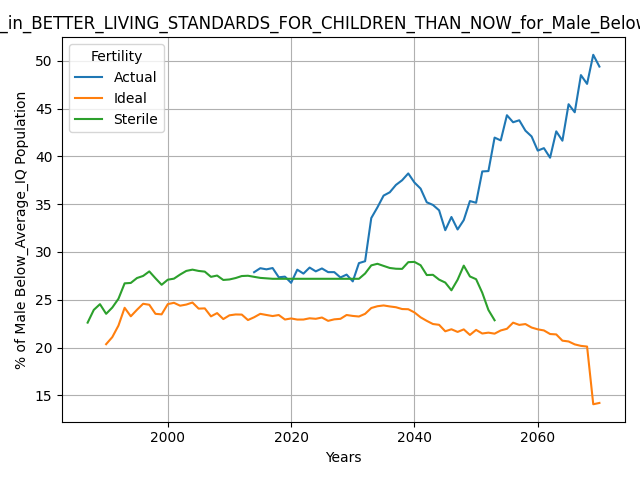 _in_BETTER_LIVING_STANDARDS_FOR_CHILDREN_THAN_NOW_for_Male_Below
Fertility
Actual
Ideal
Sterile
% of Male Below_Average_IQ Population
50
45
40
35
30
25
20
15
2000 2020 2040 2060
Years